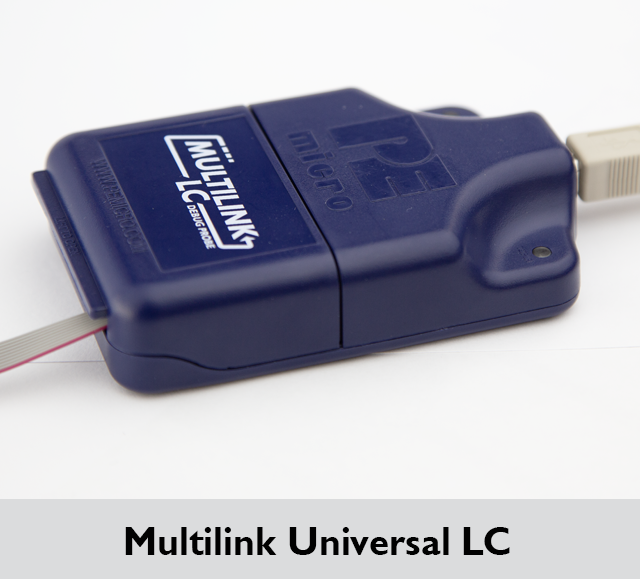 MULTILINK
LC
DEBUG PROBE
PE
micro
Multilink Universal LC